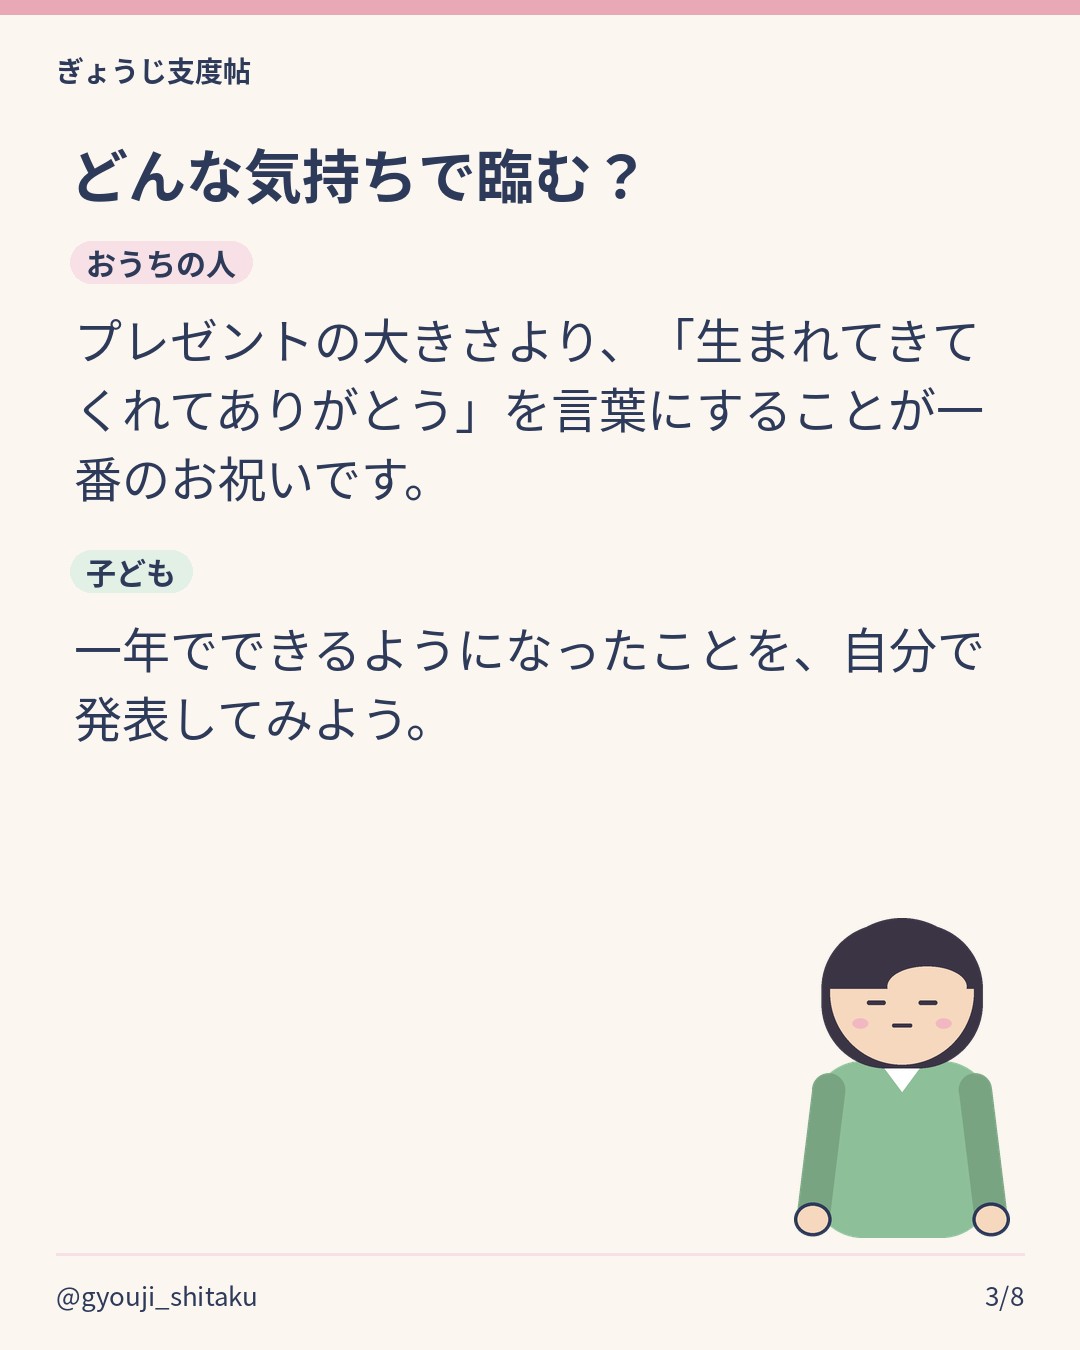 ぎょうじ支度帖
どんな気持ちで臨む？
おうちの人
プレゼントの大きさより、「生まれてきて
くれてありがとう」を言葉にすることが一
番のお祝いです。
子ども
一年でできるようになったことを、自分で
発表してみよう。
@gyouji_shitaku
3/8